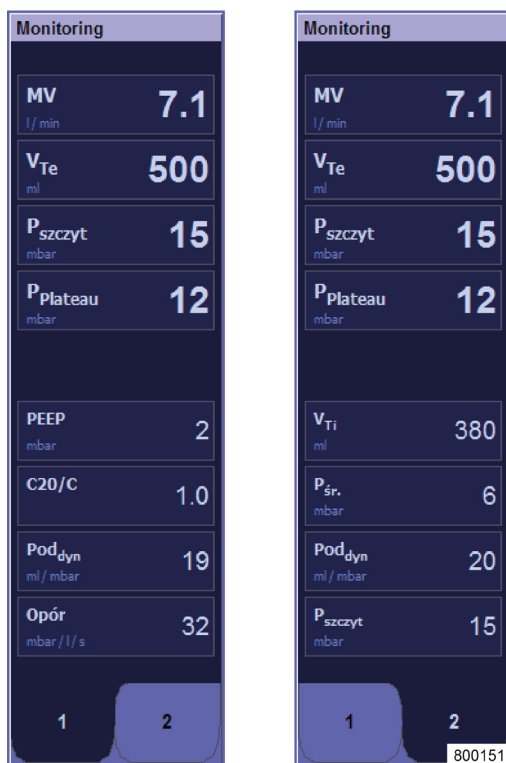 Monitoring
MV 7.1
l / min
VTe 500
ml
Pszczyt 15
mbar
PPlateau 12
mbar
PEEP 2
mbar
C20/C 1.0
Poddyn 19
ml / mbar
Opór 32
mbar / l / s
1 2
Monitoring
MV 7.1
l / min
VTe 500
ml
Pszczyt 15
mbar
PPlateau 12
mbar
VTi 380
ml
Pśr. 6
mbar
Poddyn 20
ml / mbar
Pszczyt 15
mbar
1 2
800151